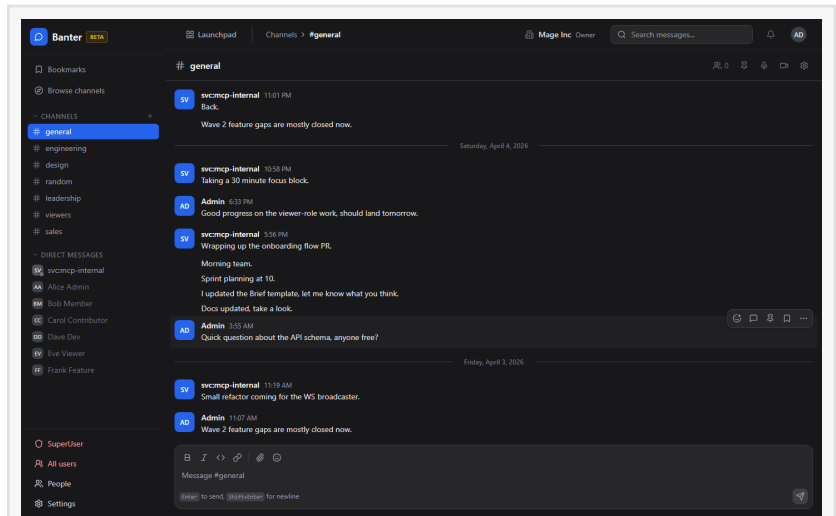 Banter BETA
Launchpad
Channels > #general
Mage Inc Owner
Search messages...
AD
Bookmarks
Browse channels
CHANNELS +
# general
# engineering
# design
# random
# leadership
# viewers
# sales
DIRECT MESSAGES
SV svc:mcp-internal
AA Alice Admin
BM Bob Member
CC Carol Contributor
DD Dave Dev
EV Eve Viewer
FF Frank Feature
SuperUser
All users
People
Settings
# general
0
SV svc:mcp-internal 11:01 PM
Back.
Wave 2 feature gaps are mostly closed now.
Saturday, April 4, 2026
SV svc:mcp-internal 10:58 PM
Taking a 30 minute focus block.
AD Admin 6:33 PM
Good progress on the viewer-role work, should land tomorrow.
SV svc:mcp-internal 5:56 PM
Wrapping up the onboarding flow PR.
Morning team.
Sprint planning at 10.
I updated the Brief template, let me know what you think.
Docs updated, take a look.
AD Admin 3:55 AM
Quick question about the API schema, anyone free?
Friday, April 3, 2026
SV svc:mcp-internal 11:19 AM
Small refactor coming for the WS broadcaster.
AD Admin 11:07 AM
Wave 2 feature gaps are mostly closed now.
B I <>
Message #general
Enter to send, Shift+Enter for newline